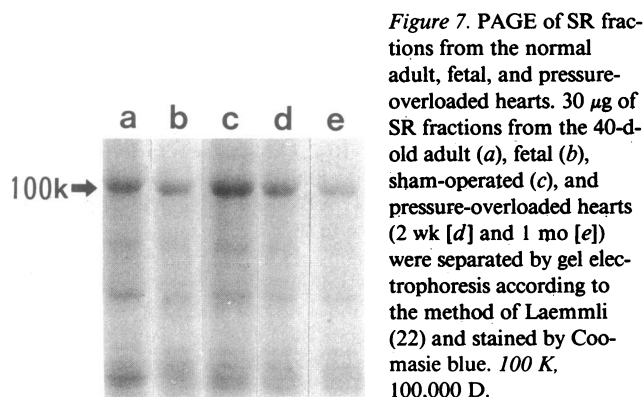 Figure 7. PAGE of SR frac-
tions from the normal
adult, fetal, and pressure-
overloaded hearts. 30 μg of
SR fractions from the 40-d-
old adult (a), fetal (b),
sham-operated (c), and
pressure-overloaded hearts
(2 wk [d] and 1 mo [e])
were separated by gel elec-
trophoresis according to
the method of Laemmli
(22) and stained by Coo-
masie blue. 100 K,
100,000 D.
a b c d e
100k